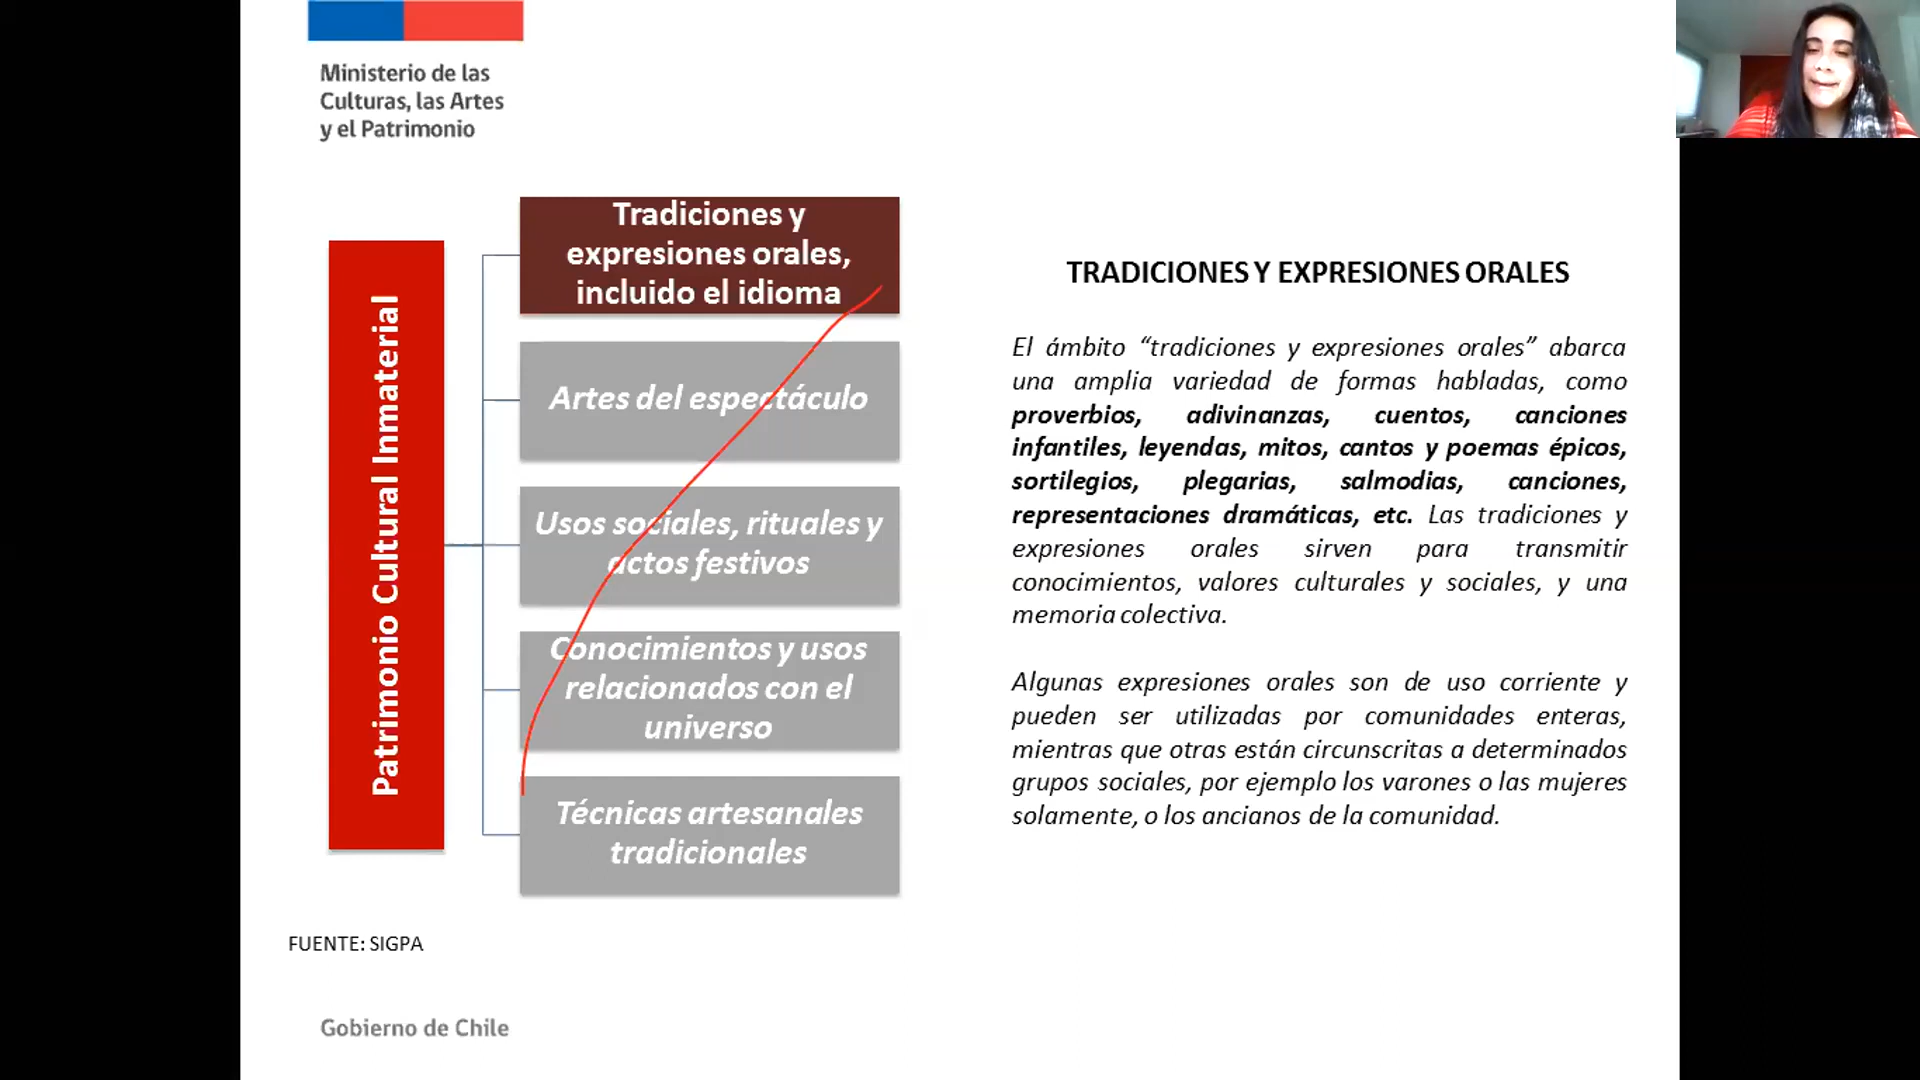 Ministerio de las
Culturas, las Artes
y el Patrimonio
Patrimonio Cultural Inmaterial
Tradiciones y
expresiones orales,
incluido el idioma
Artes del espectáculo
Usos sociales, rituales y
actos festivos
Conocimientos y usos
relacionados con el
universo
Técnicas artesanales
tradicionales
FUENTE: SIGPA
Gobierno de Chile
TRADICIONES Y EXPRESIONES ORALES
El ámbito “tradiciones y expresiones orales” abarca
una amplia variedad de formas habladas, como
proverbios, adivinanzas, cuentos, canciones
infantiles, leyendas, mitos, cantos y poemas épicos,
sortilegios, plegarias, salmodias, canciones,
representaciones dramáticas, etc. Las tradiciones y
expresiones orales sirven para transmitir
conocimientos, valores culturales y sociales, y una
memoria colectiva.
Algunas expresiones orales son de uso corriente y
pueden ser utilizadas por comunidades enteras,
mientras que otras están circunscritas a determinados
grupos sociales, por ejemplo los varones o las mujeres
solamente, o los ancianos de la comunidad.